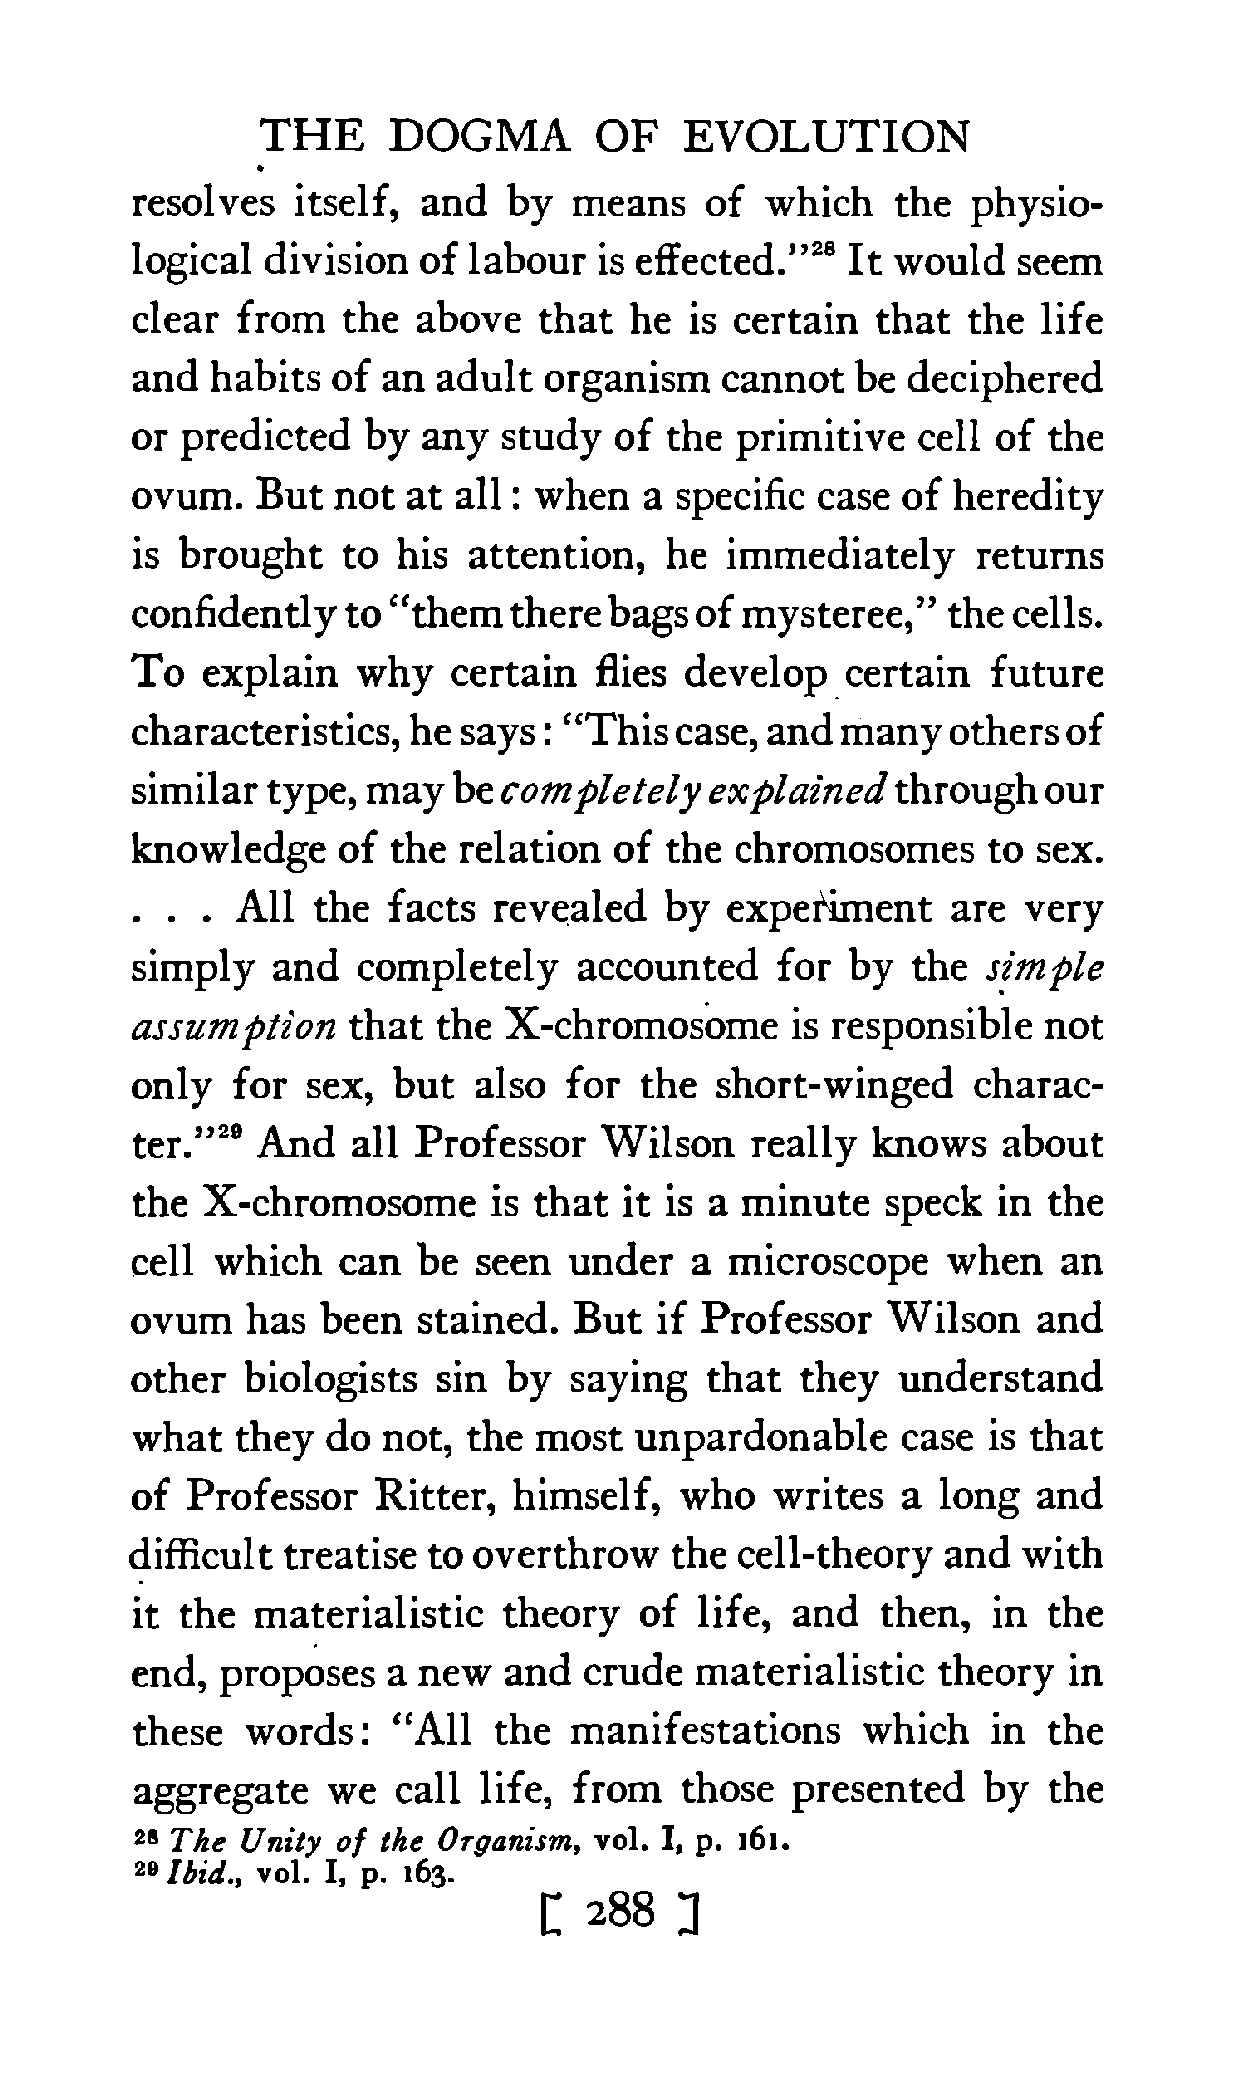 THE DOGMA OF EVOLUTION
resolves itself, and by means of which the physio-
logical division of labour is effected."²⁸ It would seem
clear from the above that he is certain that the life
and habits of an adult organism cannot be deciphered
or predicted by any study of the primitive cell of the
ovum. But not at all: when a specific case of heredity
is brought to his attention, he immediately returns
confidently to "them there bags of mysteree," the cells.
To explain why certain flies develop certain future
characteristics, he says: "This case, and many others of
similar type, may be completely explained through our
knowledge of the relation of the chromosomes to sex.
. . . All the facts revealed by experiment are very
simply and completely accounted for by the simple
assumption that the X-chromosome is responsible not
only for sex, but also for the short-winged charac-
ter."²⁹ And all Professor Wilson really knows about
the X-chromosome is that it is a minute speck in the
cell which can be seen under a microscope when an
ovum has been stained. But if Professor Wilson and
other biologists sin by saying that they understand
what they do not, the most unpardonable case is that
of Professor Ritter, himself, who writes a long and
difficult treatise to overthrow the cell-theory and with
it the materialistic theory of life, and then, in the
end, proposes a new and crude materialistic theory in
these words: "All the manifestations which in the
aggregate we call life, from those presented by the
²⁸ The Unity of the Organism, vol. I, p. 161.
²⁹ Ibid., vol. I, p. 163.
[ 288 ]